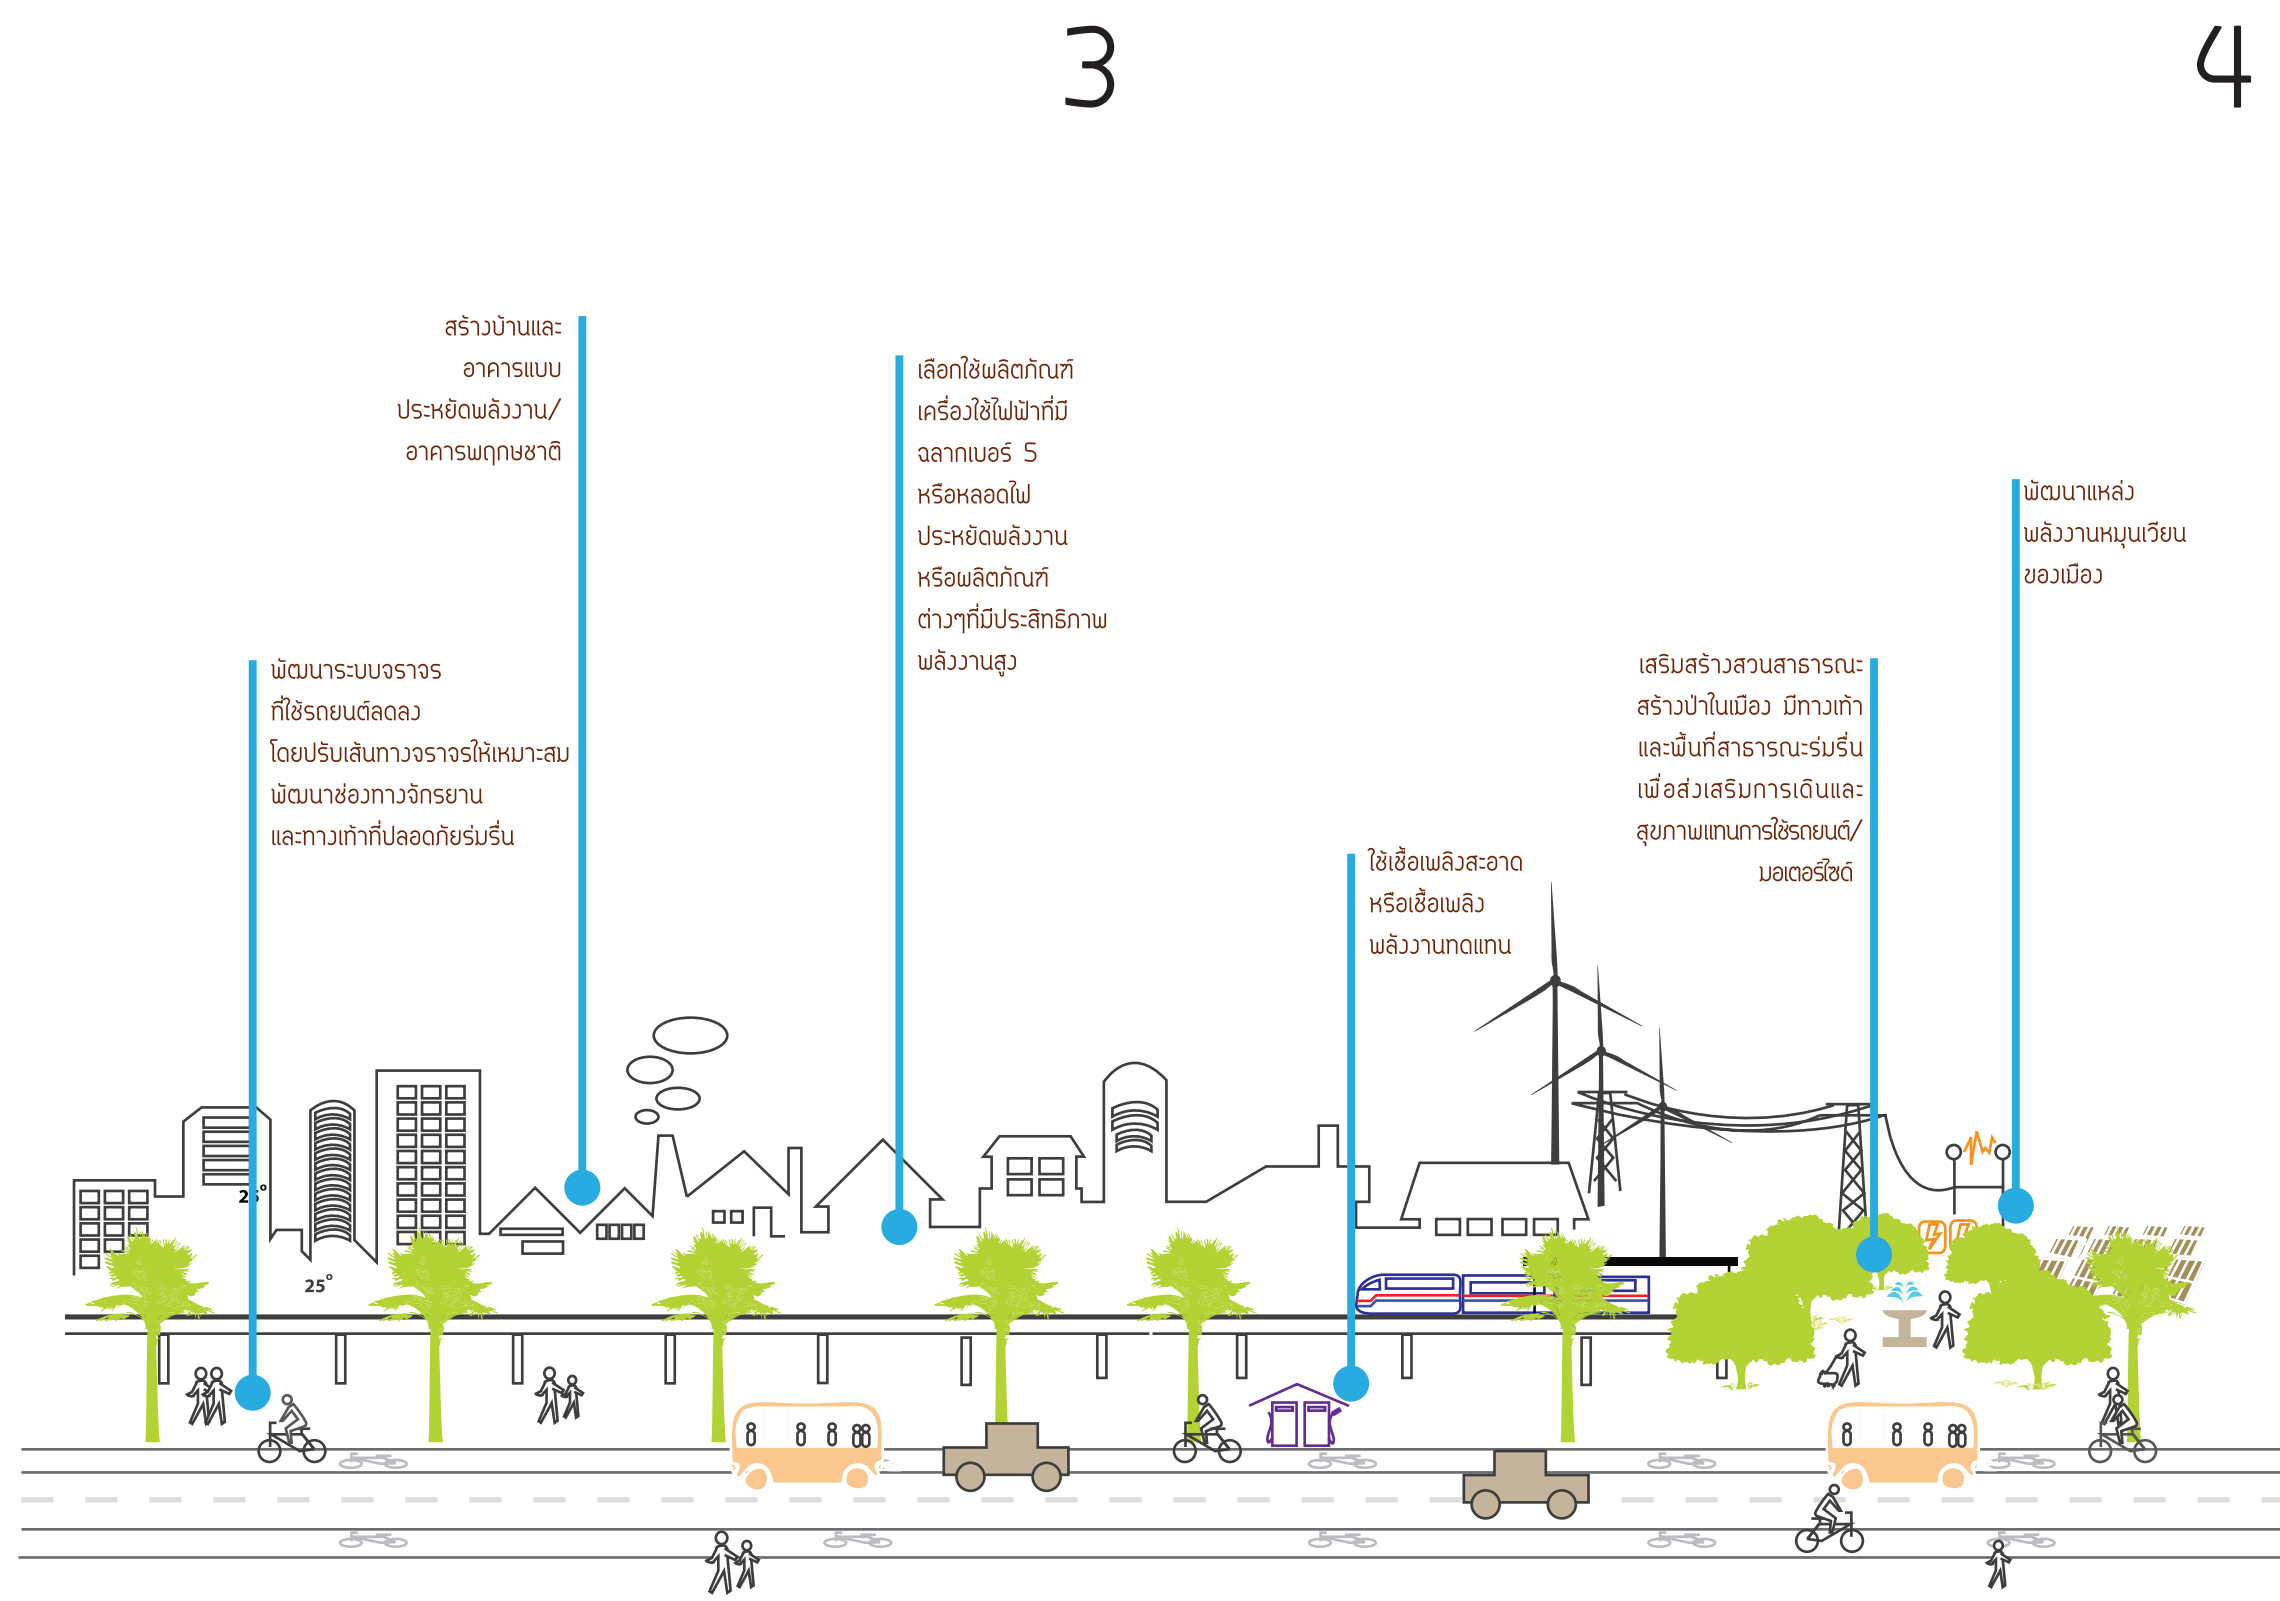 3
4
สร้างบ้านและ
อาคารแบบ
ประหยัดพลังงาน/
อาคารพฤกษชาติ
เลือกใช้ผลิตภัณฑ์
เครื่องใช้ไฟฟ้าที่มี
ฉลากเบอร์ 5
หรือหลอดไฟ
ประหยัดพลังงาน
หรือผลิตภัณฑ์
ต่างๆที่มีประสิทธิภาพ
พลังงานสูง
พัฒนาแหล่ง
พลังงานหมุนเวียน
ของเมือง
พัฒนาระบบจราจร
ที่ใช้รถยนต์ลดลง
โดยปรับเส้นทางจราจรให้เหมาะสม
พัฒนาช่องทางจักรยาน
และทางเท้าที่ปลอดภัยร่มรื่น
เสริมสร้างสวนสาธารณะ
สร้างป่าในเมือง มีทางเท้า
และพื้นที่สาธารณะร่มรื่น
เพื่อส่งเสริมการเดินและ
สุขภาพแทนการใช้รถยนต์/
มอเตอร์ไซด์
ใช้เชื้อเพลิงสะอาด
หรือเชื้อเพลิง
พลังงานทดแทน
25°
25°